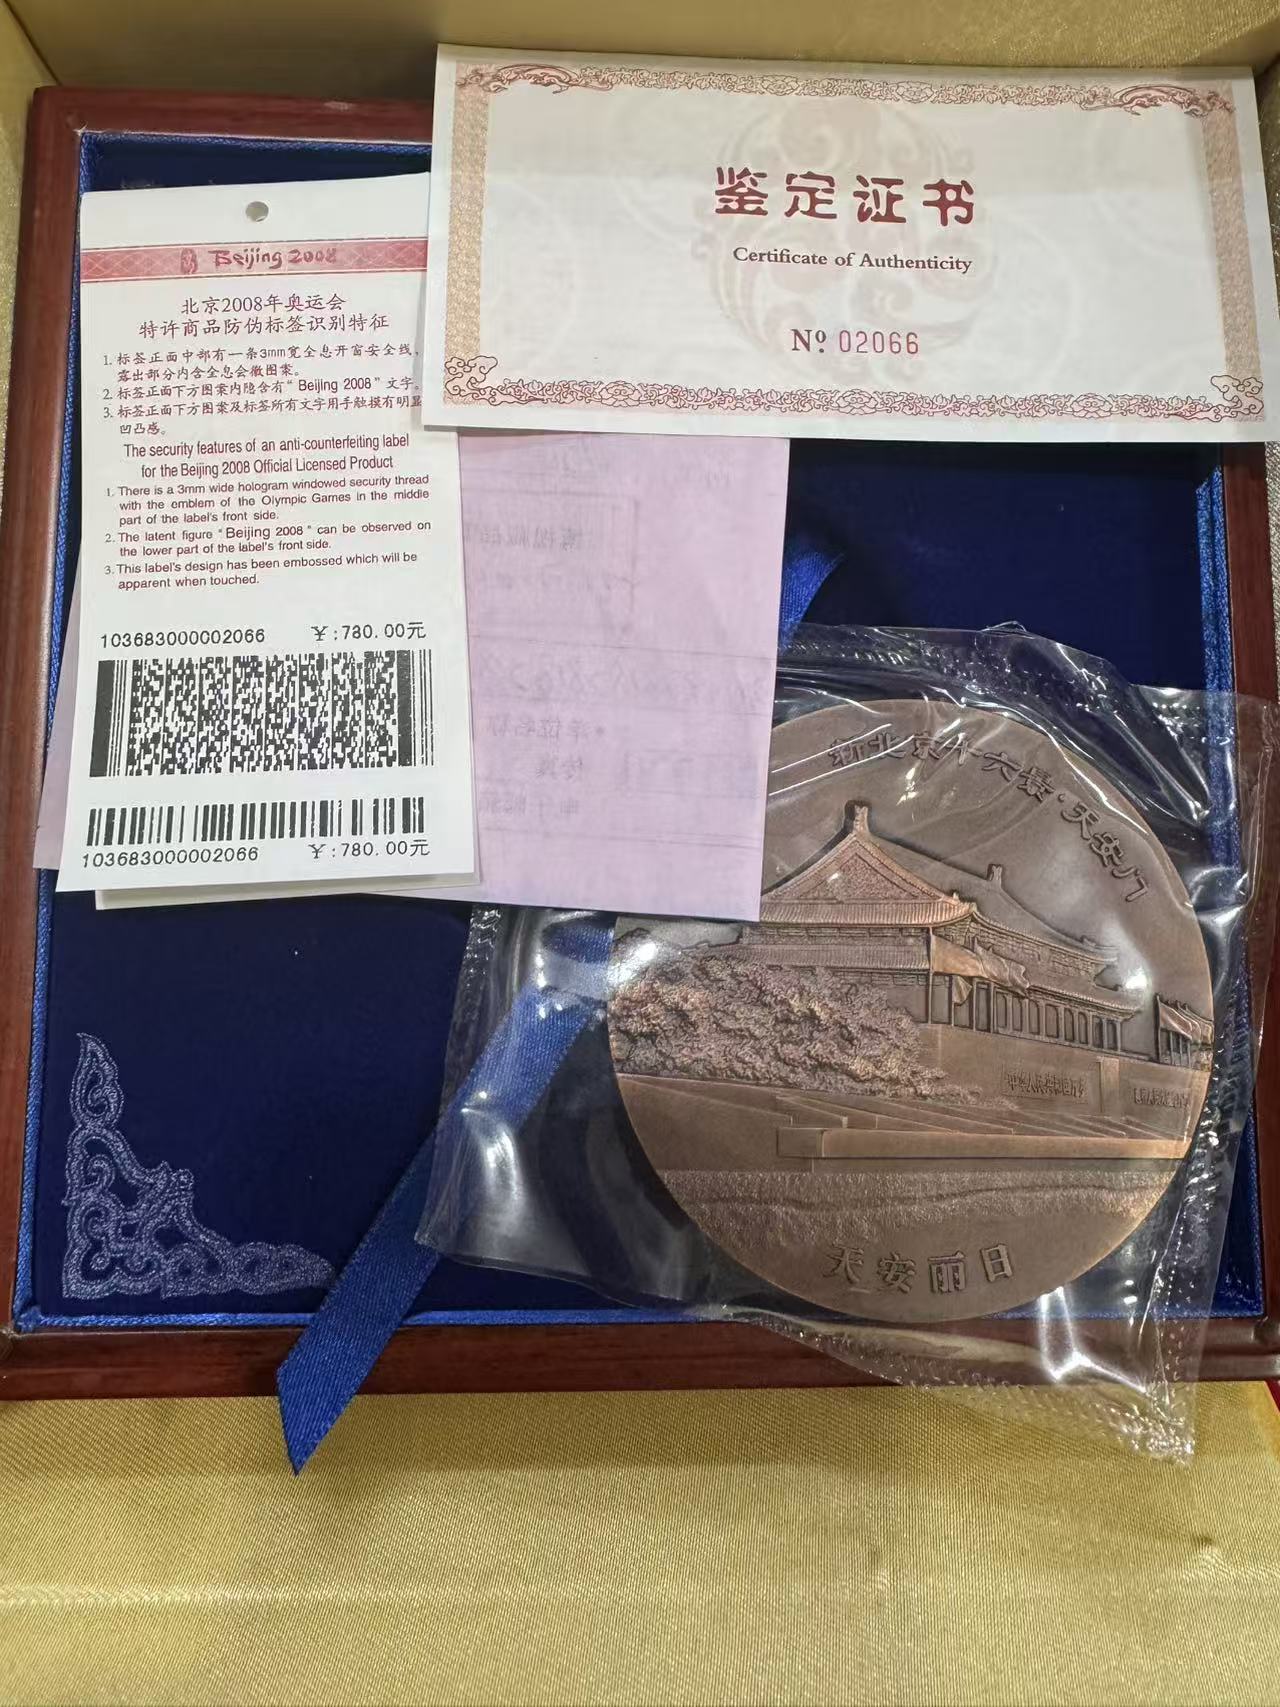 鉴定证书
Certificate of Authenticity
Nº 02066
Beijing 2008
北京2008年奥运会
特许商品防伪标签识别特征
1. 标签正面中部有一条3mm宽全息开窗安全线，
露出部分内含全息会徽图案。
2. 标签正面下方图案内隐含有“Beijing 2008”文字。
3. 标签正面下方图案及标签所有文字用手触摸有明显
凹凸感。
The security features of an anti-counterfeiting label
for the Beijing 2008 Official Licensed Product
1. There is a 3mm wide hologram windowed security thread
with the emblem of the Olympic Games in the middle
part of the label's front side.
2. The latent figure "Beijing 2008" can be observed on
the lower part of the label's front side.
3. This label's design has been embossed which will be
apparent when touched.
103683000002066 ￥:780.00元
103683000002066 ￥:780.00元
新北京十六景·天安门
天安丽日